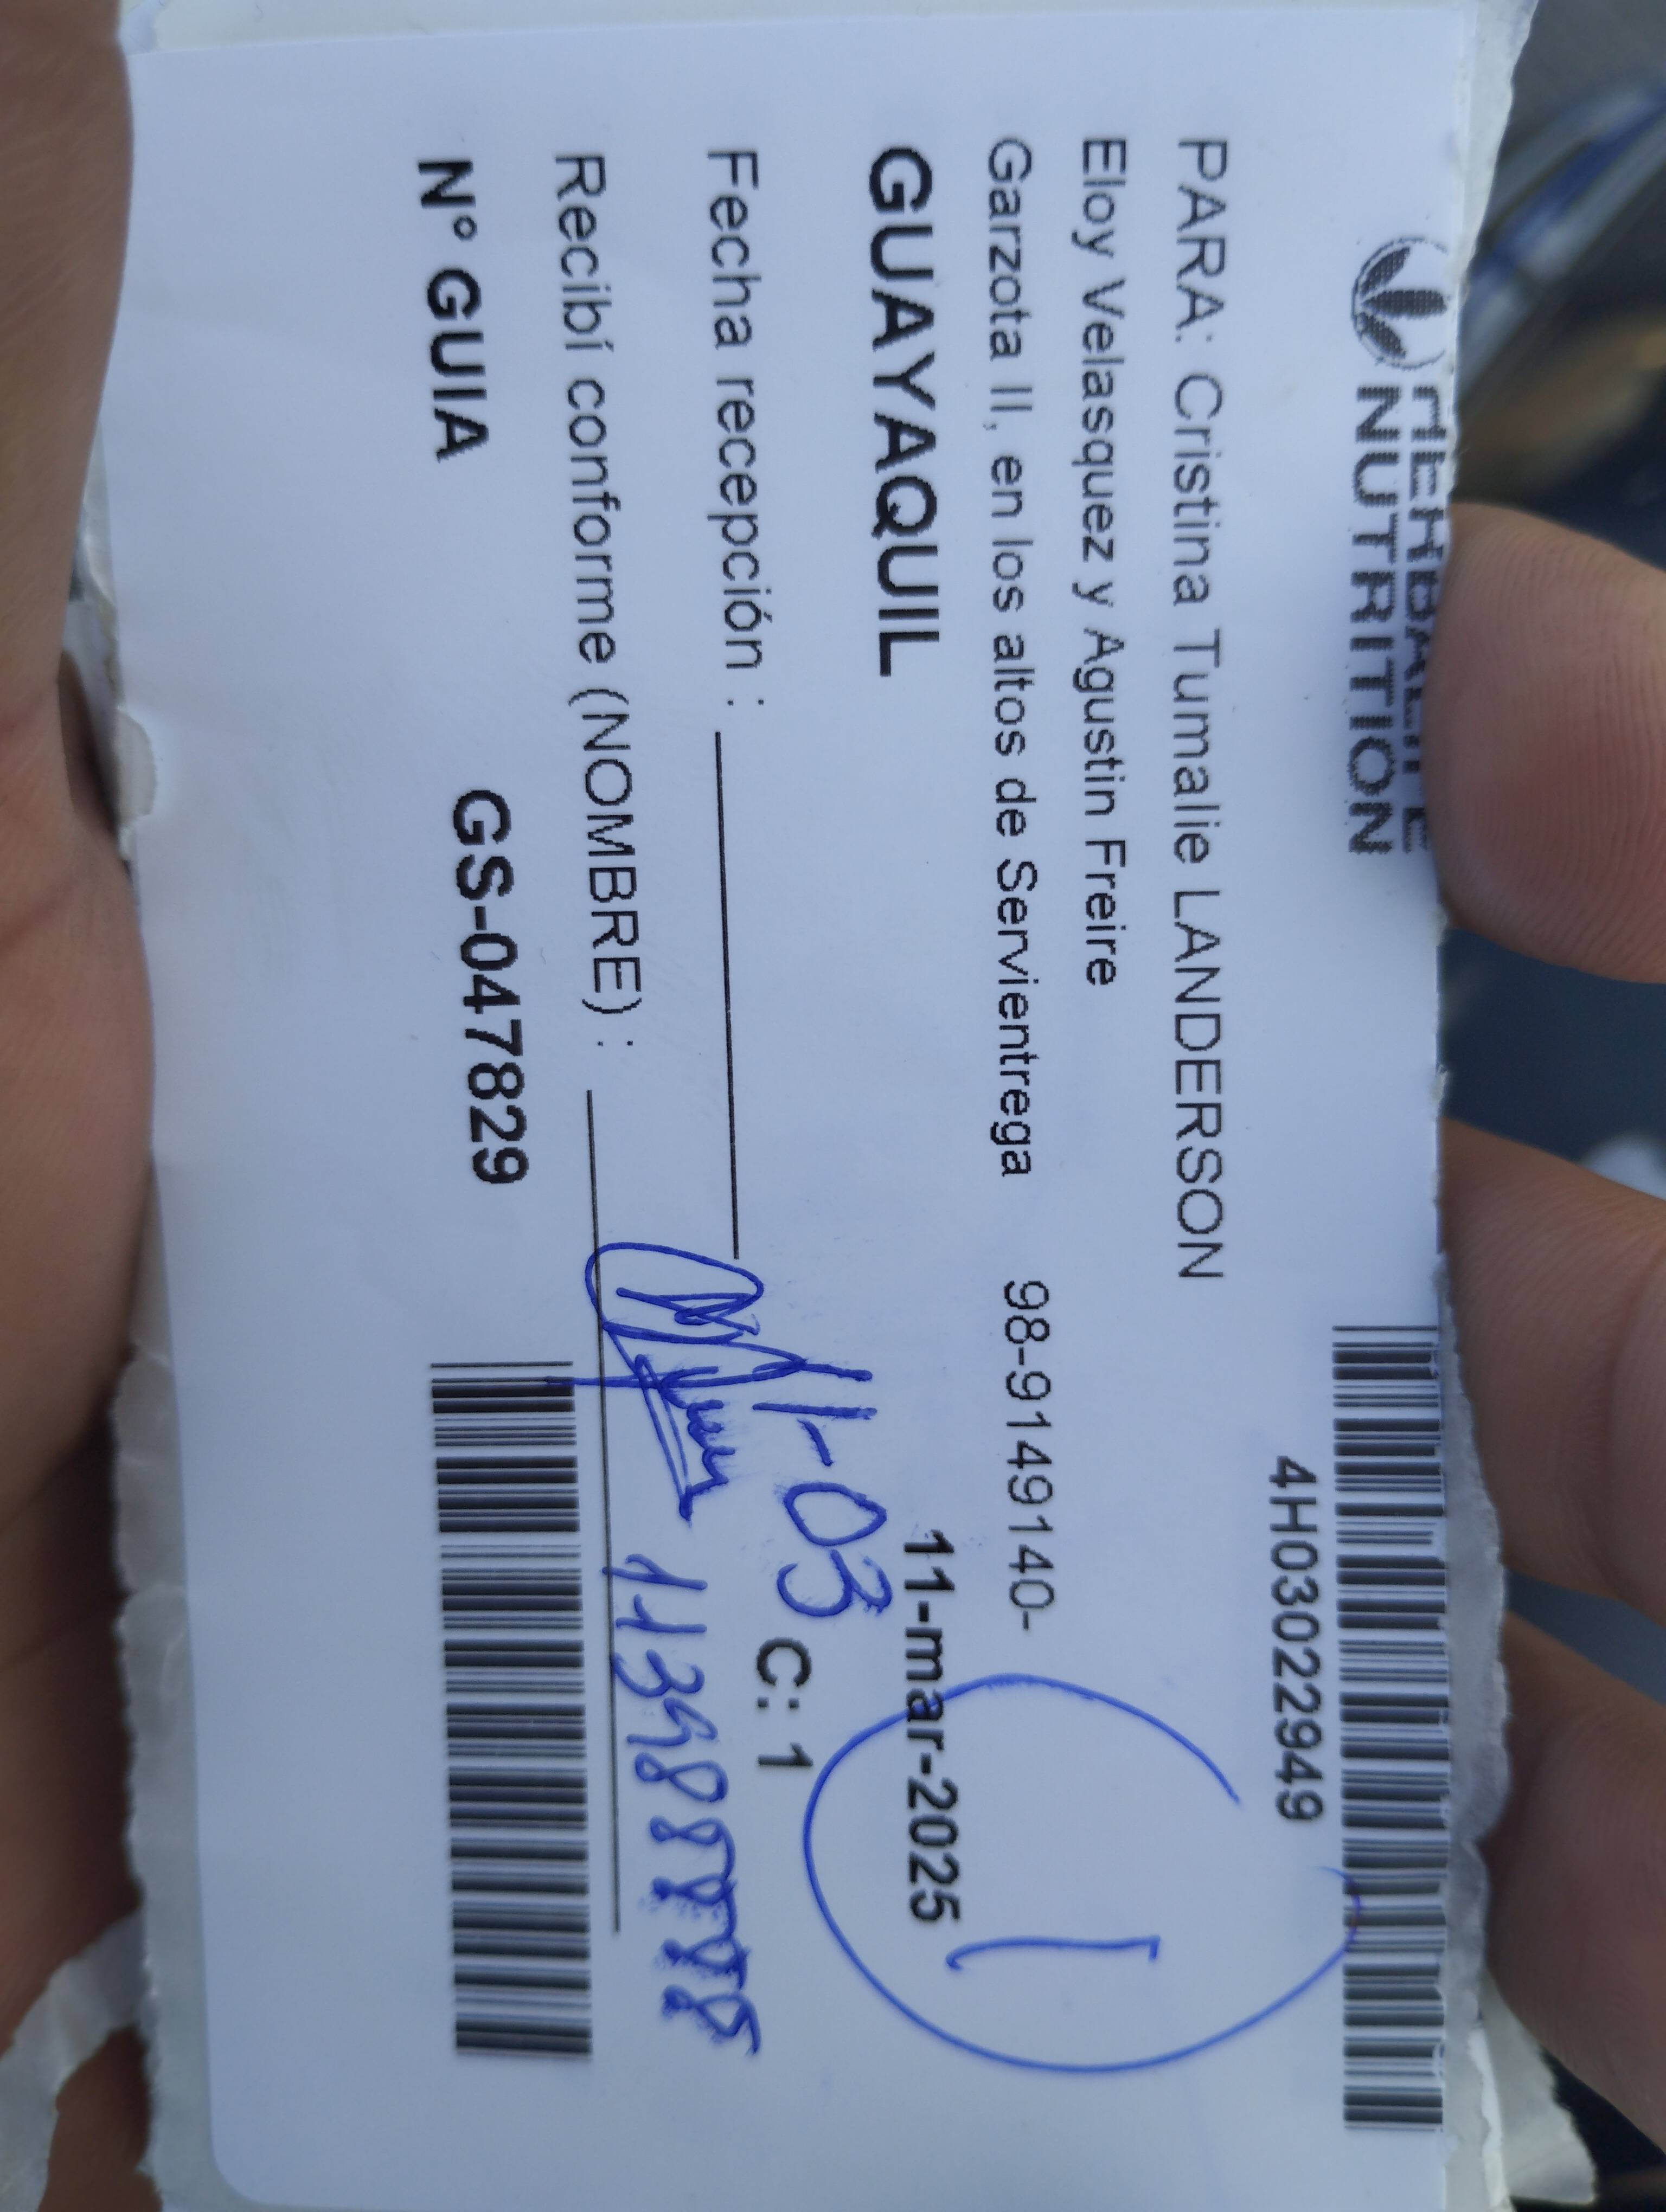 HERBALIFE
NUTRITION
4H03022949
PARA: Cristina Tumalie LANDERSON
Eloy Velasquez y Agustin Freire
Garzota II, en los altos de Servientrega 98-9149140-
1
GUAYAQUIL 11-mar-2025
Fecha recepción : 11-03 C: 1
Recibí conforme (NOMBRE) :
N° GUIA GS-047829